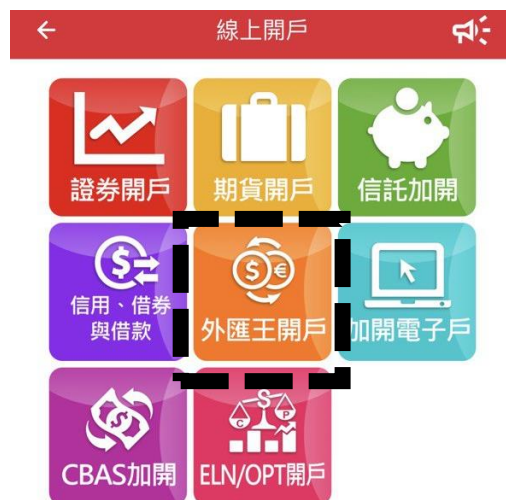 線上開戶
證券開戶
期貨開戶
信託加開
信用、借券
與借款
外匯王開戶
加開電子戶
CBAS加開
ELN/OPT開戶